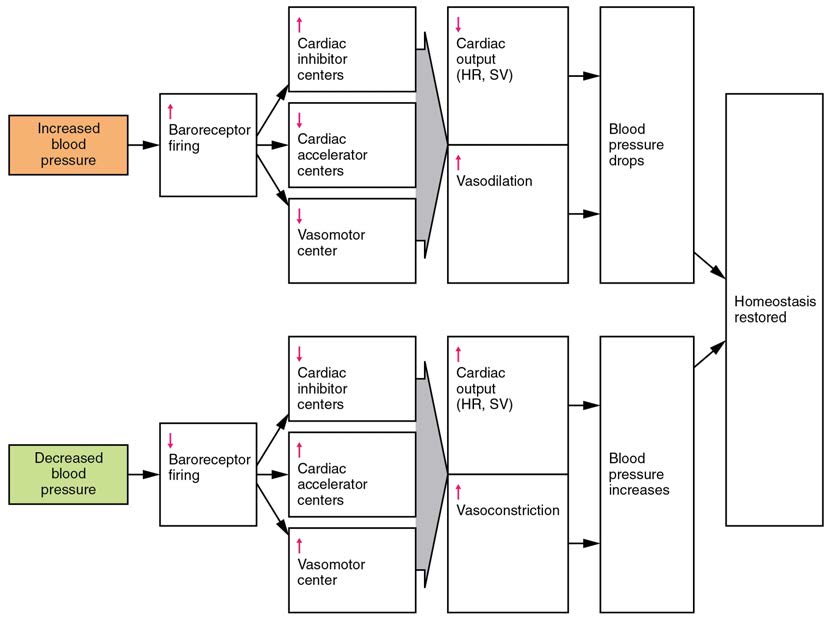 Increased
blood
pressure
↑
Baroreceptor
firing
↑
Cardiac
inhibitor
centers
↓
Cardiac
accelerator
centers
↓
Vasomotor
center
↓
Cardiac
output
(HR, SV)
↑
Vasodilation
Blood
pressure
drops
Homeostasis
restored
Decreased
blood
pressure
↓
Baroreceptor
firing
↓
Cardiac
inhibitor
centers
↑
Cardiac
accelerator
centers
↑
Vasomotor
center
↑
Cardiac
output
(HR, SV)
↑
Vasoconstriction
Blood
pressure
increases